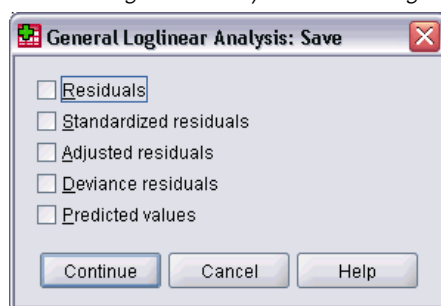 General Loglinear Analysis: Save
Residuals
Standardized residuals
Adjusted residuals
Deviance residuals
Predicted values
Continue Cancel Help